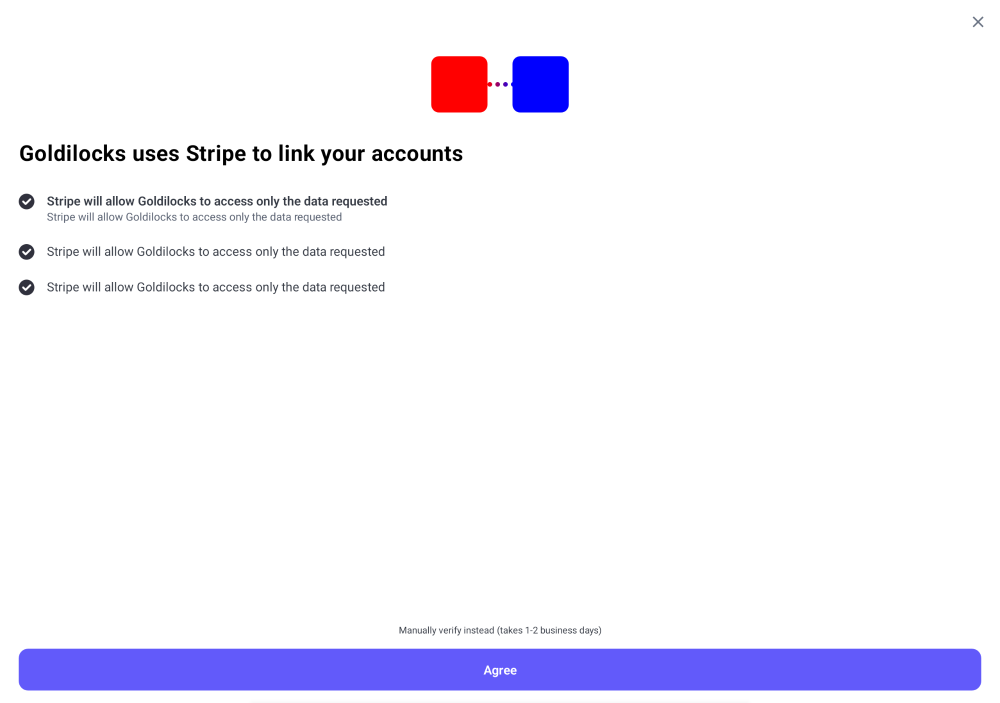 Goldilocks uses Stripe to link your accounts
Stripe will allow Goldilocks to access only the data requested
Stripe will allow Goldilocks to access only the data requested
Stripe will allow Goldilocks to access only the data requested
Stripe will allow Goldilocks to access only the data requested
Manually verify instead (takes 1-2 business days)
Agree